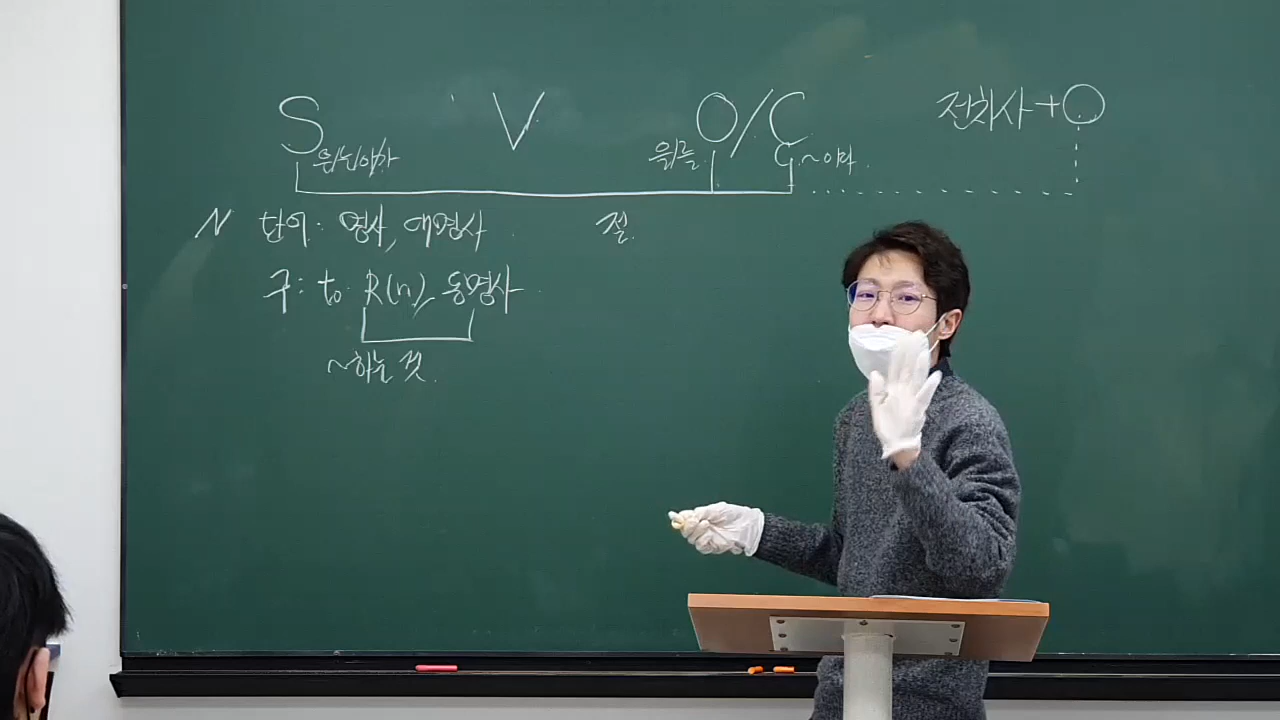 S V O/C 전치사+O
은는이가 을/를 C ~이다.
N 단어: 명사, 대명사 절.
구: to R(n), 동명사
~하는 것.